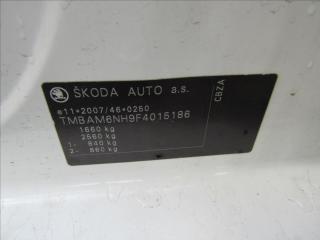 ŠKODA AUTO a.s.
e11*2007/46*0250
TMBAM6NH9F4015186
1660 kg
2560 kg
1- 840 kg
2- 860 kg
CBZA